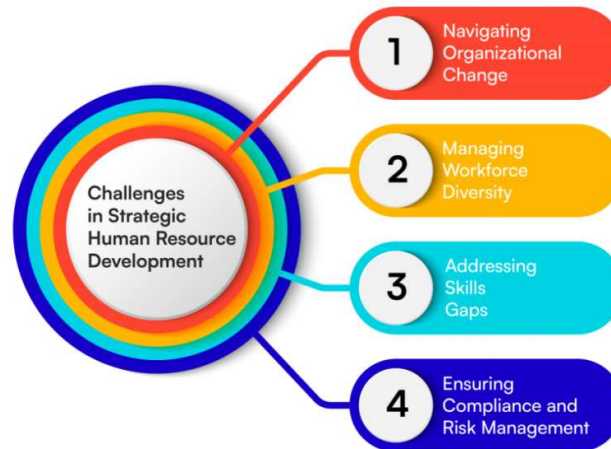 Challenges
in Strategic
Human Resource
Development
1
Navigating
Organizational
Change
2
Managing
Workforce
Diversity
3
Addressing
Skills
Gaps
4
Ensuring
Compliance and
Risk Management